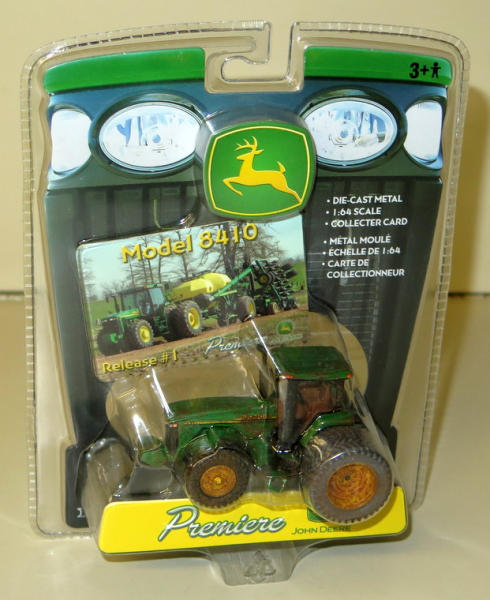 3+
• DIE-CAST METAL
• 1:64 SCALE
• COLLECTER CARD
• MÉTAL MOULÉ
• ÉCHELLE DE 1:64
• CARTE DE
COLLECTIONNEUR
Model 8410
Premiere
Release #1
Premiere
JOHN DEERE